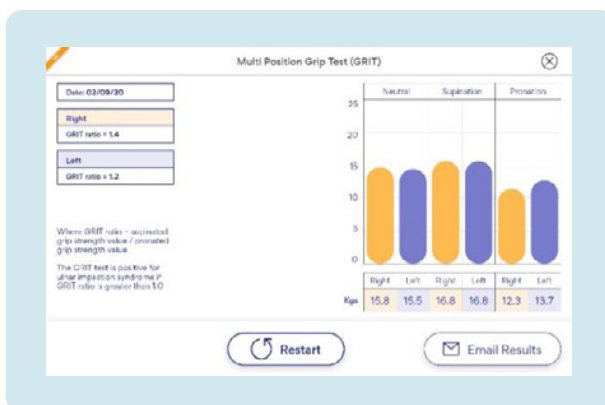 Multi Position Grip Test (GRIT)
Date: 02/09/20
Right
GRIT ratio = 1.4
Left
GRIT ratio = 1.2
Where GRIT ratio = supinated
grip strength value / pronated
grip strength value
The GRIT test is positive for
ulnar impaction syndrome if
GRIT ratio is greater than 1.0
Neutral Supination Pronation
25
20
15
10
5
0
Right Left Right Left Right Left
Kgs 15.8 15.5 16.8 16.8 12.3 13.7
Restart
Email Results